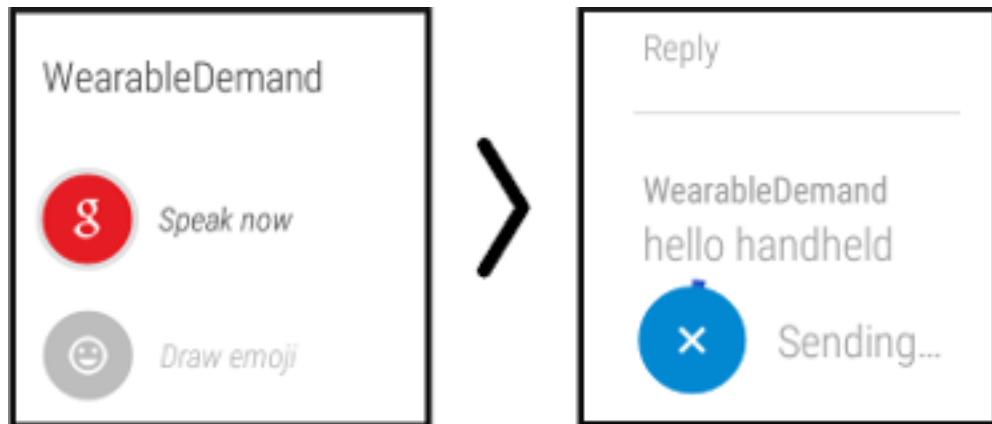 WearableDemand
g
Speak now
Draw emoji
Reply
WearableDemand
hello handheld
Sending...